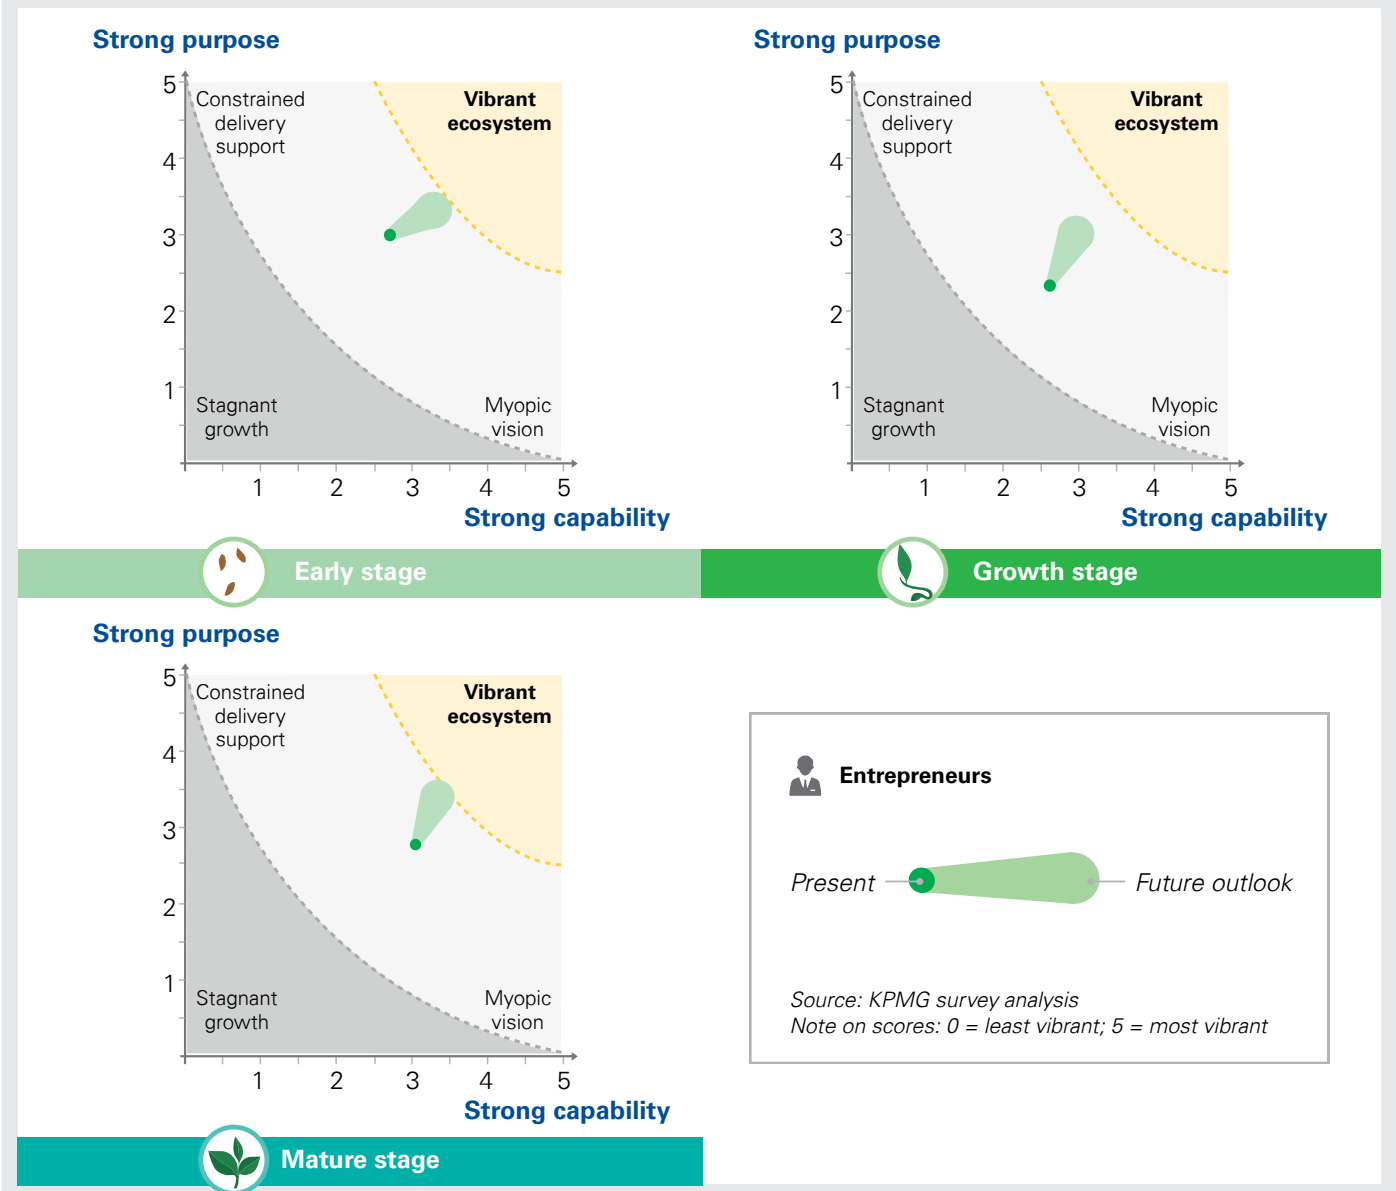 Strong purpose
5
4
3
2
1
Constrained
delivery
support
Vibrant
ecosystem
Stagnant
growth
Myopic
vision
1 2 3 4 5
Strong capability
Early stage
Strong purpose
5
4
3
2
1
Constrained
delivery
support
Vibrant
ecosystem
Stagnant
growth
Myopic
vision
1 2 3 4 5
Strong capability
Growth stage
Strong purpose
5
4
3
2
1
Constrained
delivery
support
Vibrant
ecosystem
Stagnant
growth
Myopic
vision
1 2 3 4 5
Strong capability
Mature stage
Entrepreneurs
Present
Future outlook
Source: KPMG survey analysis
Note on scores: 0 = least vibrant; 5 = most vibrant